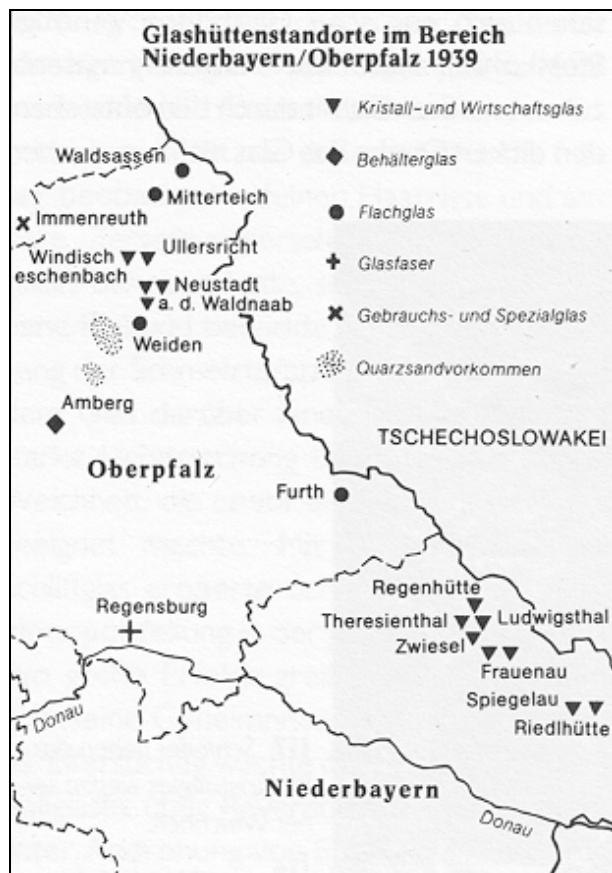 Glashüttenstandorte im Bereich
Niederbayern/Oberpfalz 1939
Kristall- und Wirtschaftsglas
Behälterglas
Flachglas
Glasfaser
Gebrauchs- und Spezialglas
Quarzsandvorkommen
Waldsassen
Mitterteich
Immenreuth
Ullersricht
Windisch
eschenbach
Neustadt
a. d. Waldnaab
Weiden
Amberg
TSCHECHOSLOWAKEI
Oberpfalz
Furth
Regenhütte
Regensburg
Theresienthal
Ludwigsthal
Zwiesel
Frauenau
Spiegelau
Riedlhütte
Donau
Niederbayern
Donau